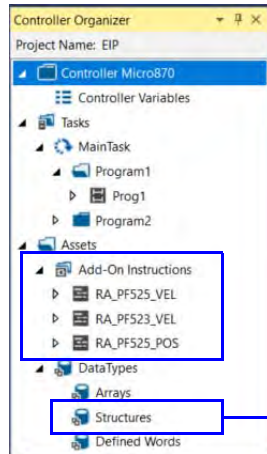 Controller Organizer
Project Name: EIP
Controller Micro870
Controller Variables
Tasks
MainTask
Program1
Prog1
Program2
Assets
Add-On Instructions
RA_PF525_VEL
RA_PF523_VEL
RA_PF525_POS
DataTypes
Arrays
Structures
Defined Words